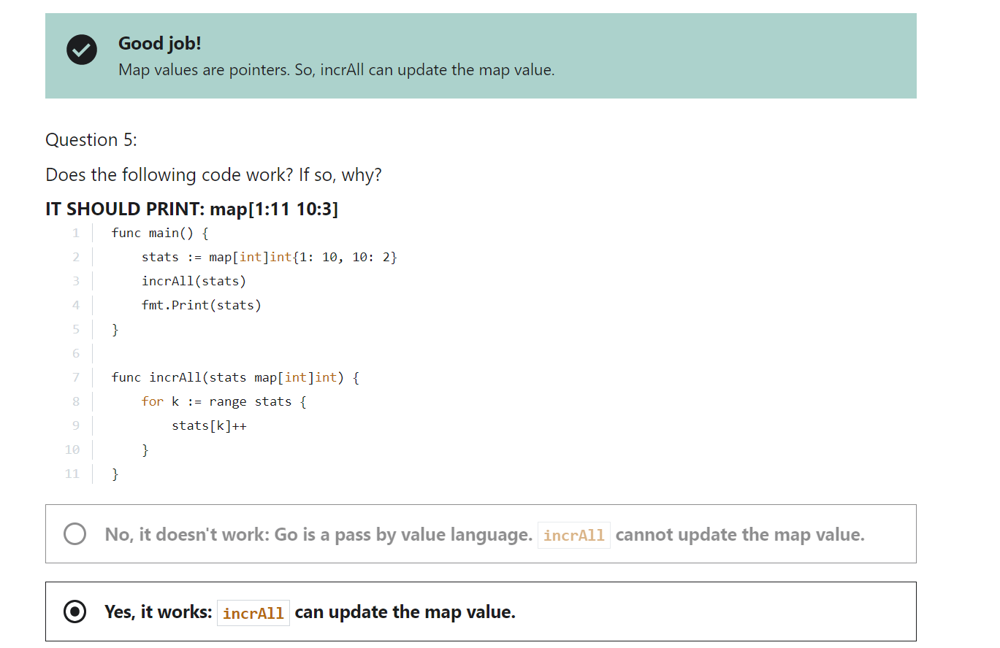 Good job!
Map values are pointers. So, incrAll can update the map value.
Question 5:
Does the following code work? If so, why?
IT SHOULD PRINT: map[1:11 10:3]
1 func main() {
2     stats := map[int]int{1: 10, 10: 2}
3     incrAll(stats)
4     fmt.Print(stats)
5 }
6
7 func incrAll(stats map[int]int) {
8     for k := range stats {
9         stats[k]++
10     }
11 }
No, it doesn't work: Go is a pass by value language. incrAll cannot update the map value.
Yes, it works: incrAll can update the map value.